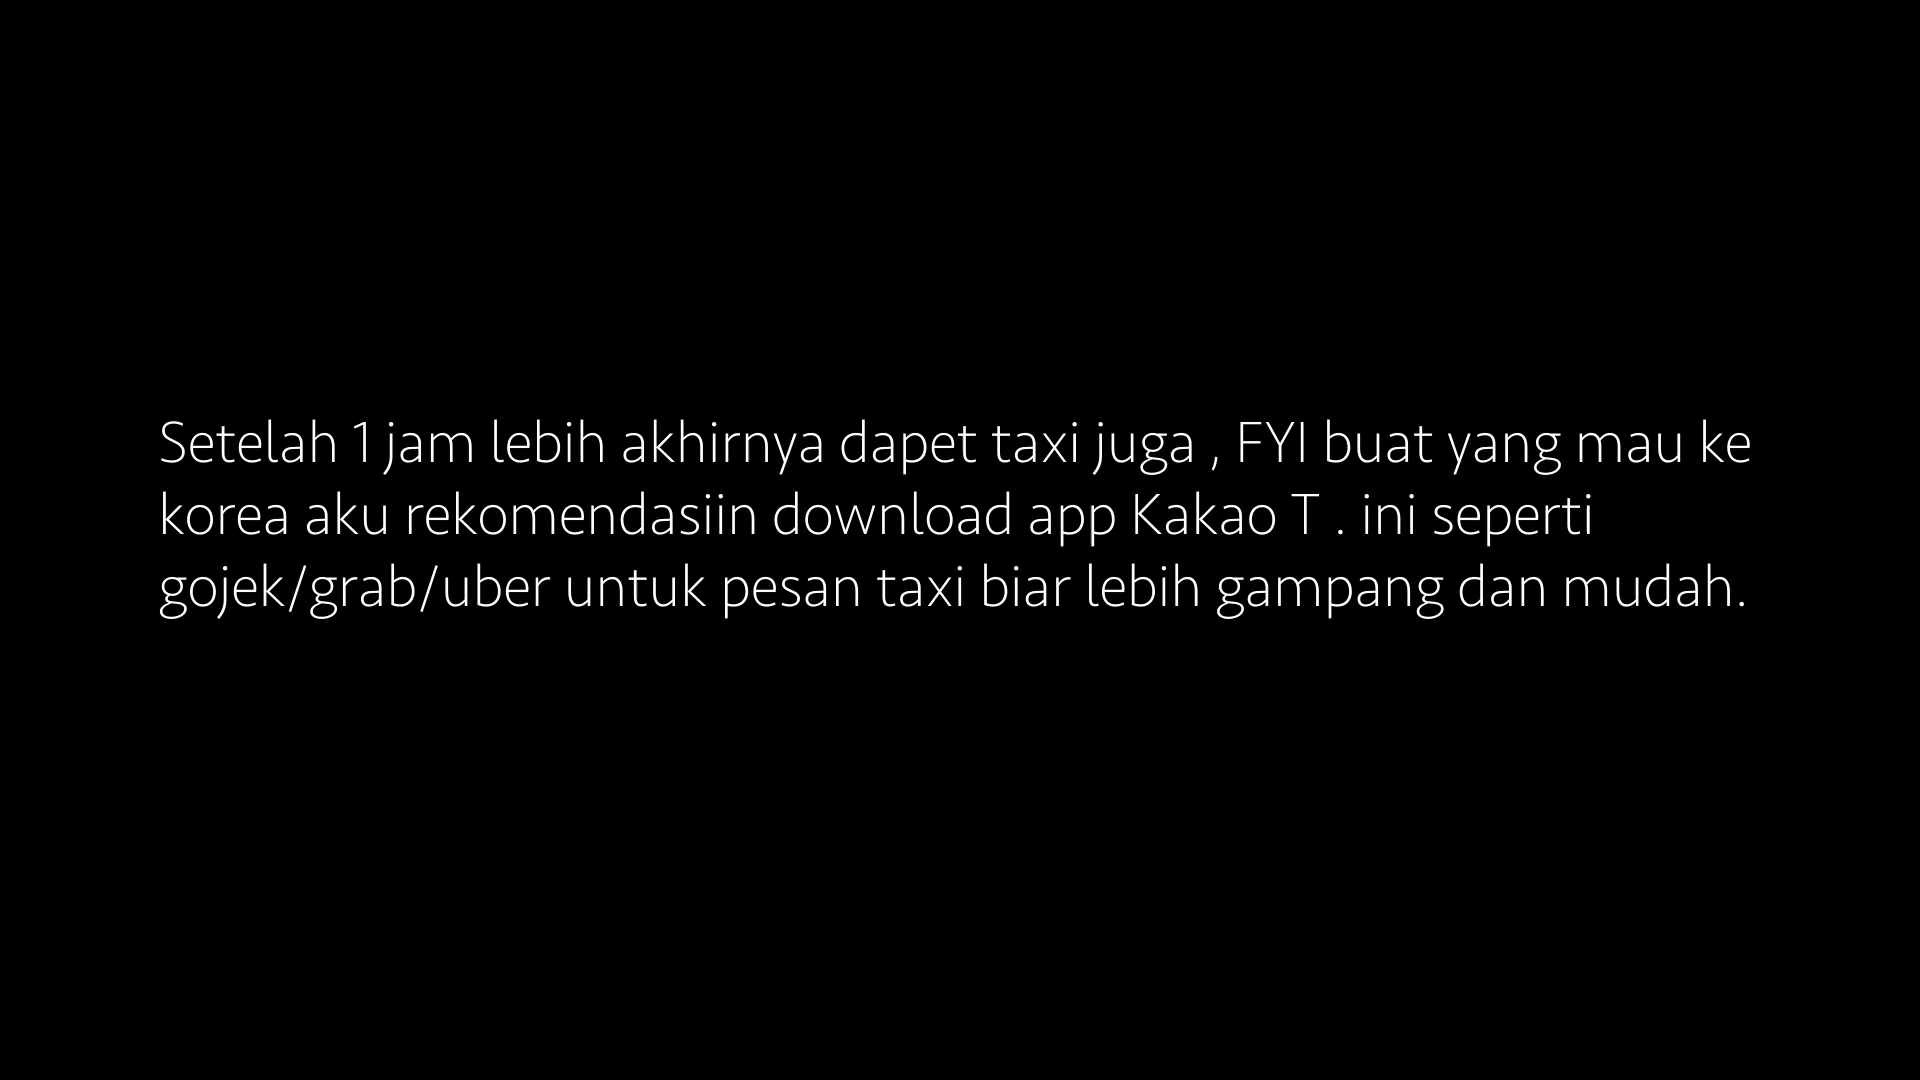 Setelah 1 jam lebih akhirnya dapet taxi juga , FYI buat yang mau ke
korea aku rekomendasiin download app Kakao T . ini seperti
gojek/grab/uber untuk pesan taxi biar lebih gampang dan mudah.